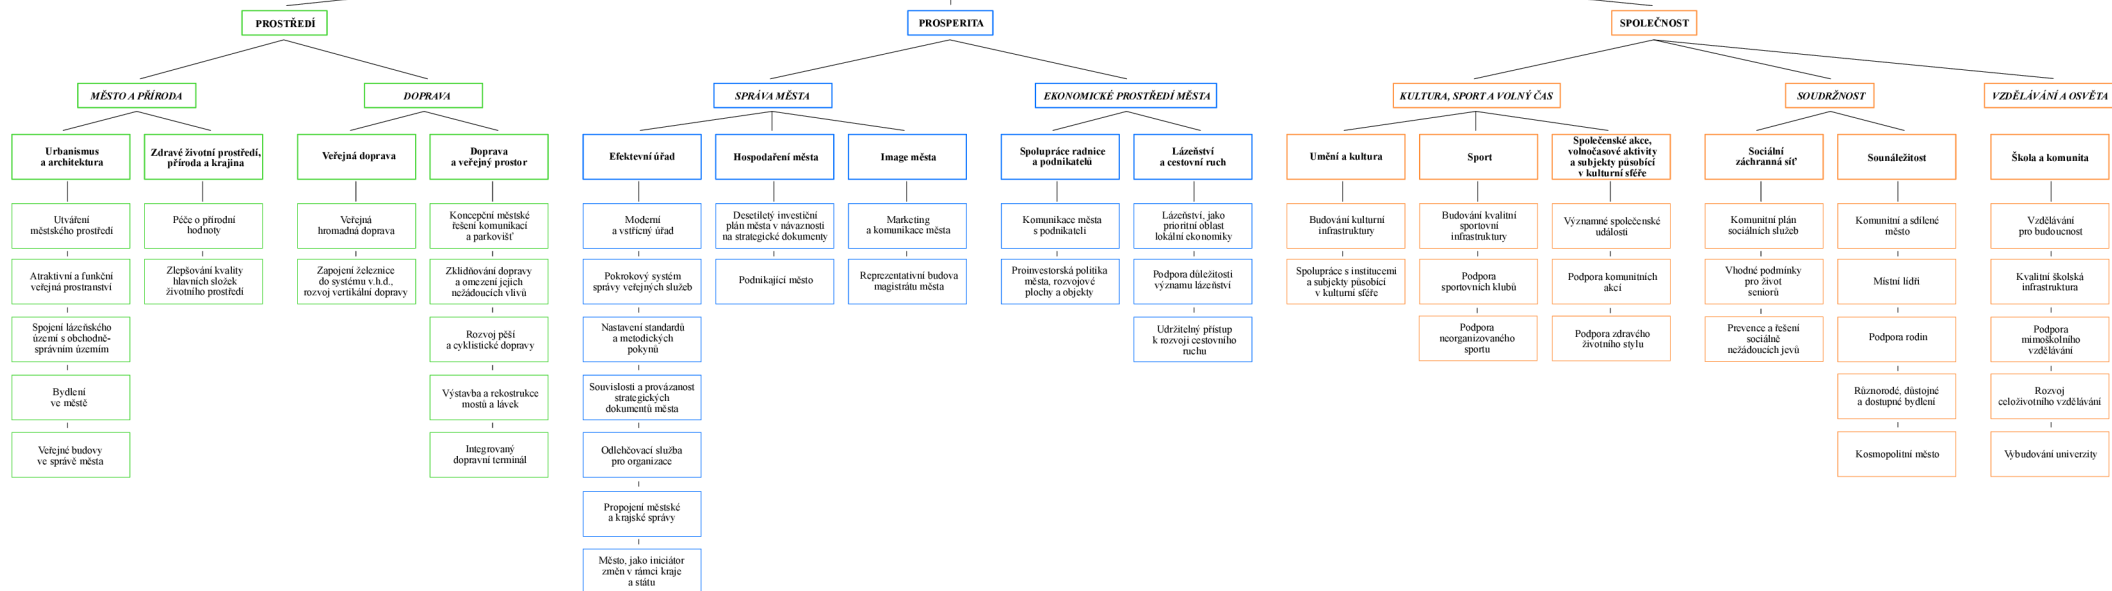 PROSTŘEDÍ
PROSPERITA
SPOLEČNOST
MĚSTO A PŘÍRODA
DOPRAVA
SPRÁVA MĚSTA
EKONOMICKÉ PROSTŘEDÍ MĚSTA
KULTURA, SPORT A VOLNÝ ČAS
SOUDRŽNOST
VZDĚLÁVÁNÍ A OSVĚTA
Urbanismus
a architektura
Zdravé životní prostředí,
příroda a krajina
Veřejná doprava
Doprava
a veřejný prostor
Efektevní úřad
Hospodaření města
Image města
Spolupráce radnice
a podnikatelů
Lázeňství
a cestovní ruch
Umění a kultura
Sport
Společenské akce,
volnočasové aktivity
a subjekty působící
v kulturní sféře
Sociální
záchranná síť
Sounáležitost
Škola a komunita
Utváření
městského prostředí
Péče o přírodní
hodnoty
Veřejná
hromadná doprava
Koncepční městské
řešení komunikací
a parkovišť
Moderní
a vstřícný úřad
Desetiletý investiční
plán města v návaznosti
na strategické dokumenty
Marketing
a komunikace města
Komunikace města
s podnikateli
Lázeňství, jako
prioritní oblast
lokální ekonomiky
Budování kulturní
infrastruktury
Budování kvalitní
sportovní
infrastruktury
Významné společenské
události
Komunitní plán
sociálních služeb
Komunitní a sdílené
město
Vzdělávání
pro budoucnost
Atraktivní a funkční
veřejná prostranství
Zlepšování kvality
hlavních složek
životního prostředí
Zapojení železnice
do systému v.h.d.,
rozvoj vertikální dopravy
Zklidňování dopravy
a omezení jejich
nežádoucích vlivů
Pokrokový systém
správy veřejných služeb
Podnikající město
Reprezentativní budova
magistrátu města
Proinvestorská politika
města, rozvojové
plochy a objekty
Podpora důležitosti
významu lázeňství
Spolupráce s institucemi
a subjekty působící
v kulturní sféře
Podpora
sportovních klubů
Podpora komunitních
akcí
Vhodné podmínky
pro život
seniorů
Místní lídři
Kvalitní školská
infrastruktura
Spojení lázeňského
území s obchodně-
správním územím
Rozvoj pěší
a cyklistické dopravy
Nastavení standardů
a metodických
pokynů
Udržitelný přístup
k rozvoji cestovního
ruchu
Podpora
neorganizovaného
sportu
Podpora zdravého
životního stylu
Prevence a řešení
sociálně
nežádoucích jevů
Podpora rodin
Podpora
mimoškolního
vzdělávání
Bydlení
ve městě
Výstavba a rekostrukce
mostů a lávek
Souvislosti a provázanost
strategických
dokumentů města
Různorodé, důstojné
a dostupné bydlení
Rozvoj
celoživotního vzdělávání
Veřejné budovy
ve správě města
Integrovaný
dopravní terminál
Odlehčovací služba
pro organizace
Kosmopolitní město
Vybudování univerzity
Propojení městské
a krajské správy
Město, jako iniciátor
změn v rámci kraje
a státu